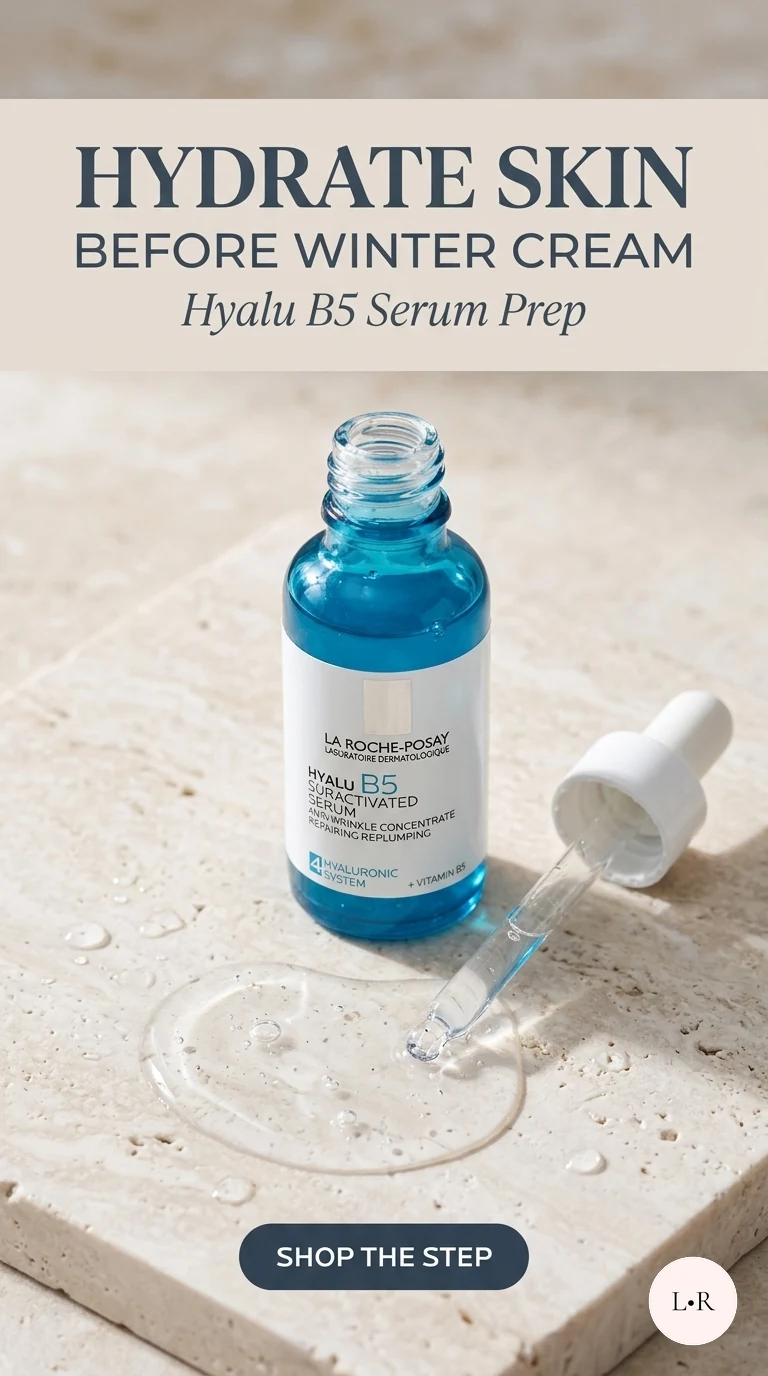 HYDRATE SKIN
BEFORE WINTER CREAM
Hyalu B5 Serum Prep
LA ROCHE-POSAY
LABORATOIRE DERMATOLOGIQUE
HYALU B5
SURACTIVATED
SERUM
WRINKLE CONCENTRATE
REPAIRING REPLUMPING
4 HYALURONIC
SYSTEM
+ VITAMIN B5
SHOP THE STEP
L•R